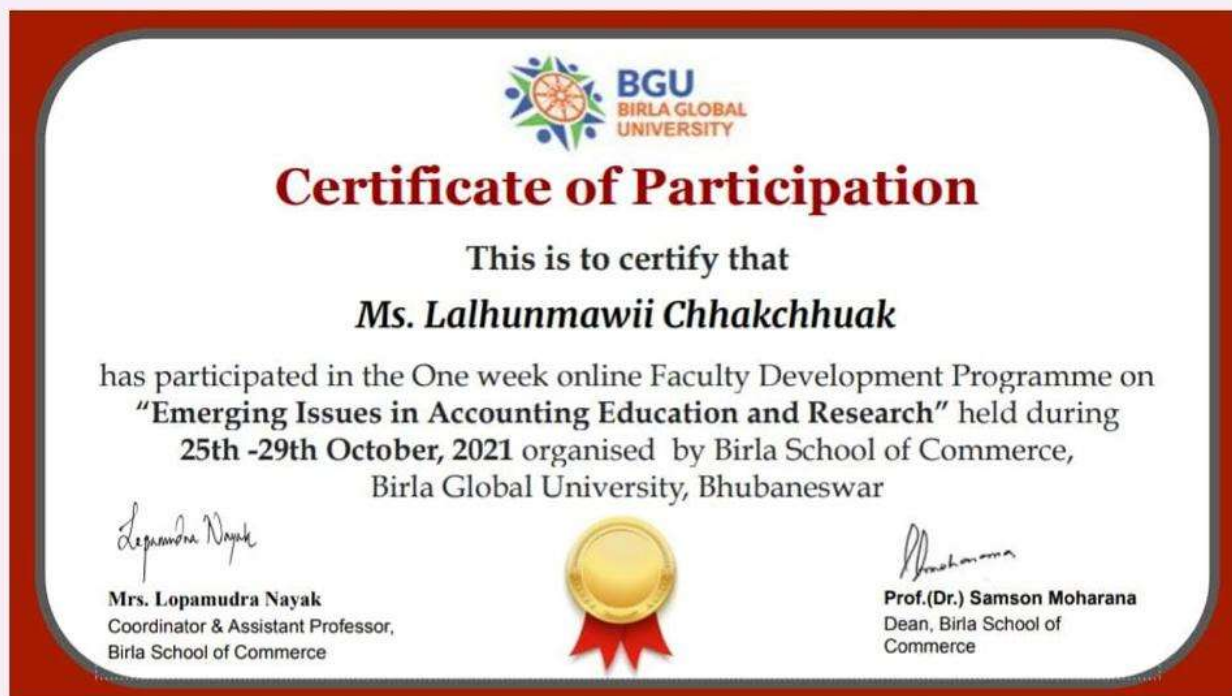 BGU
BIRLA GLOBAL
UNIVERSITY
Certificate of Participation
This is to certify that
Ms. Lalhunmawii Chhakchhuak
has participated in the One week online Faculty Development Programme on
“Emerging Issues in Accounting Education and Research” held during
25th -29th October, 2021 organised by Birla School of Commerce,
Birla Global University, Bhubaneswar
Lopamudra Nayak
Mrs. Lopamudra Nayak
Coordinator & Assistant Professor,
Birla School of Commerce
Prof.(Dr.) Samson Moharana
Dean, Birla School of
Commerce